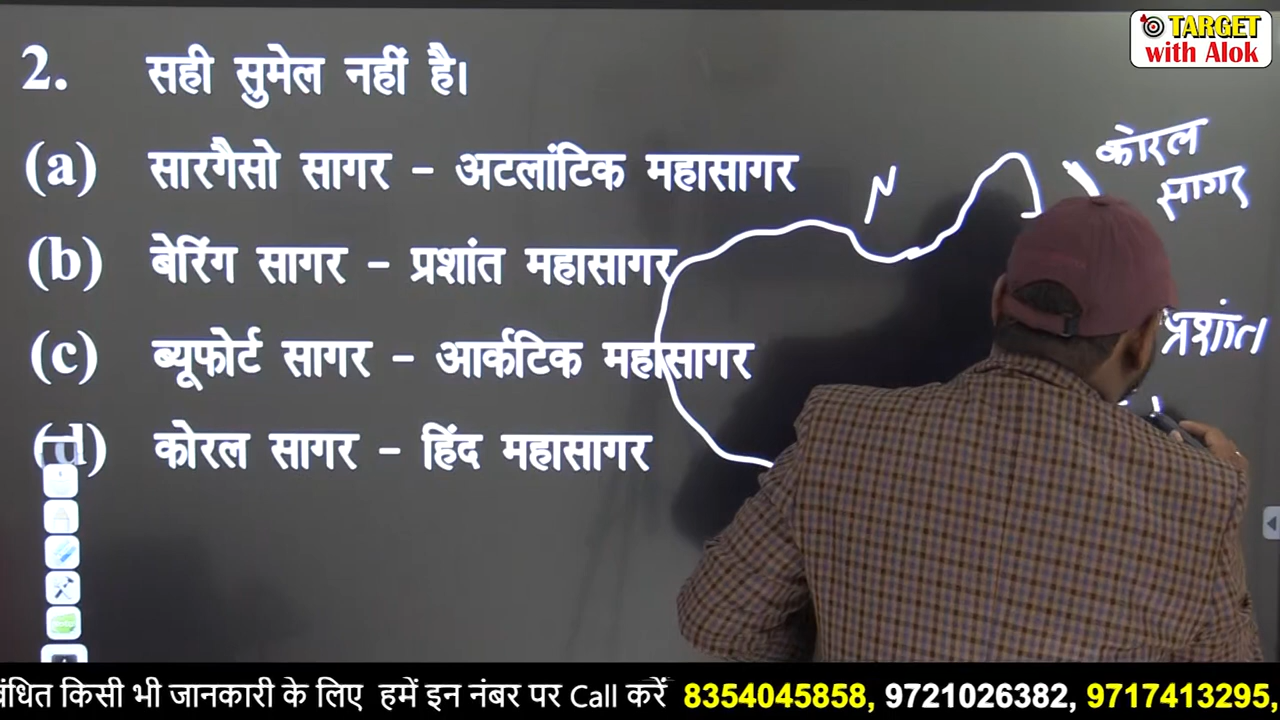 TARGET
with Alok
2. सही सुमेल नहीं है।
(a) सारगैसो सागर - अटलांटिक महासागर
(b) बेरिंग सागर - प्रशांत महासागर
(c) ब्यूफोर्ट सागर - आर्कटिक महासागर
(d) कोरल सागर - हिंद महासागर
N
कोरल
सागर
प्रशांत
बंधित किसी भी जानकारी के लिए हमें इन नंबर पर Call करें 8354045858, 9721026382, 9717413295,